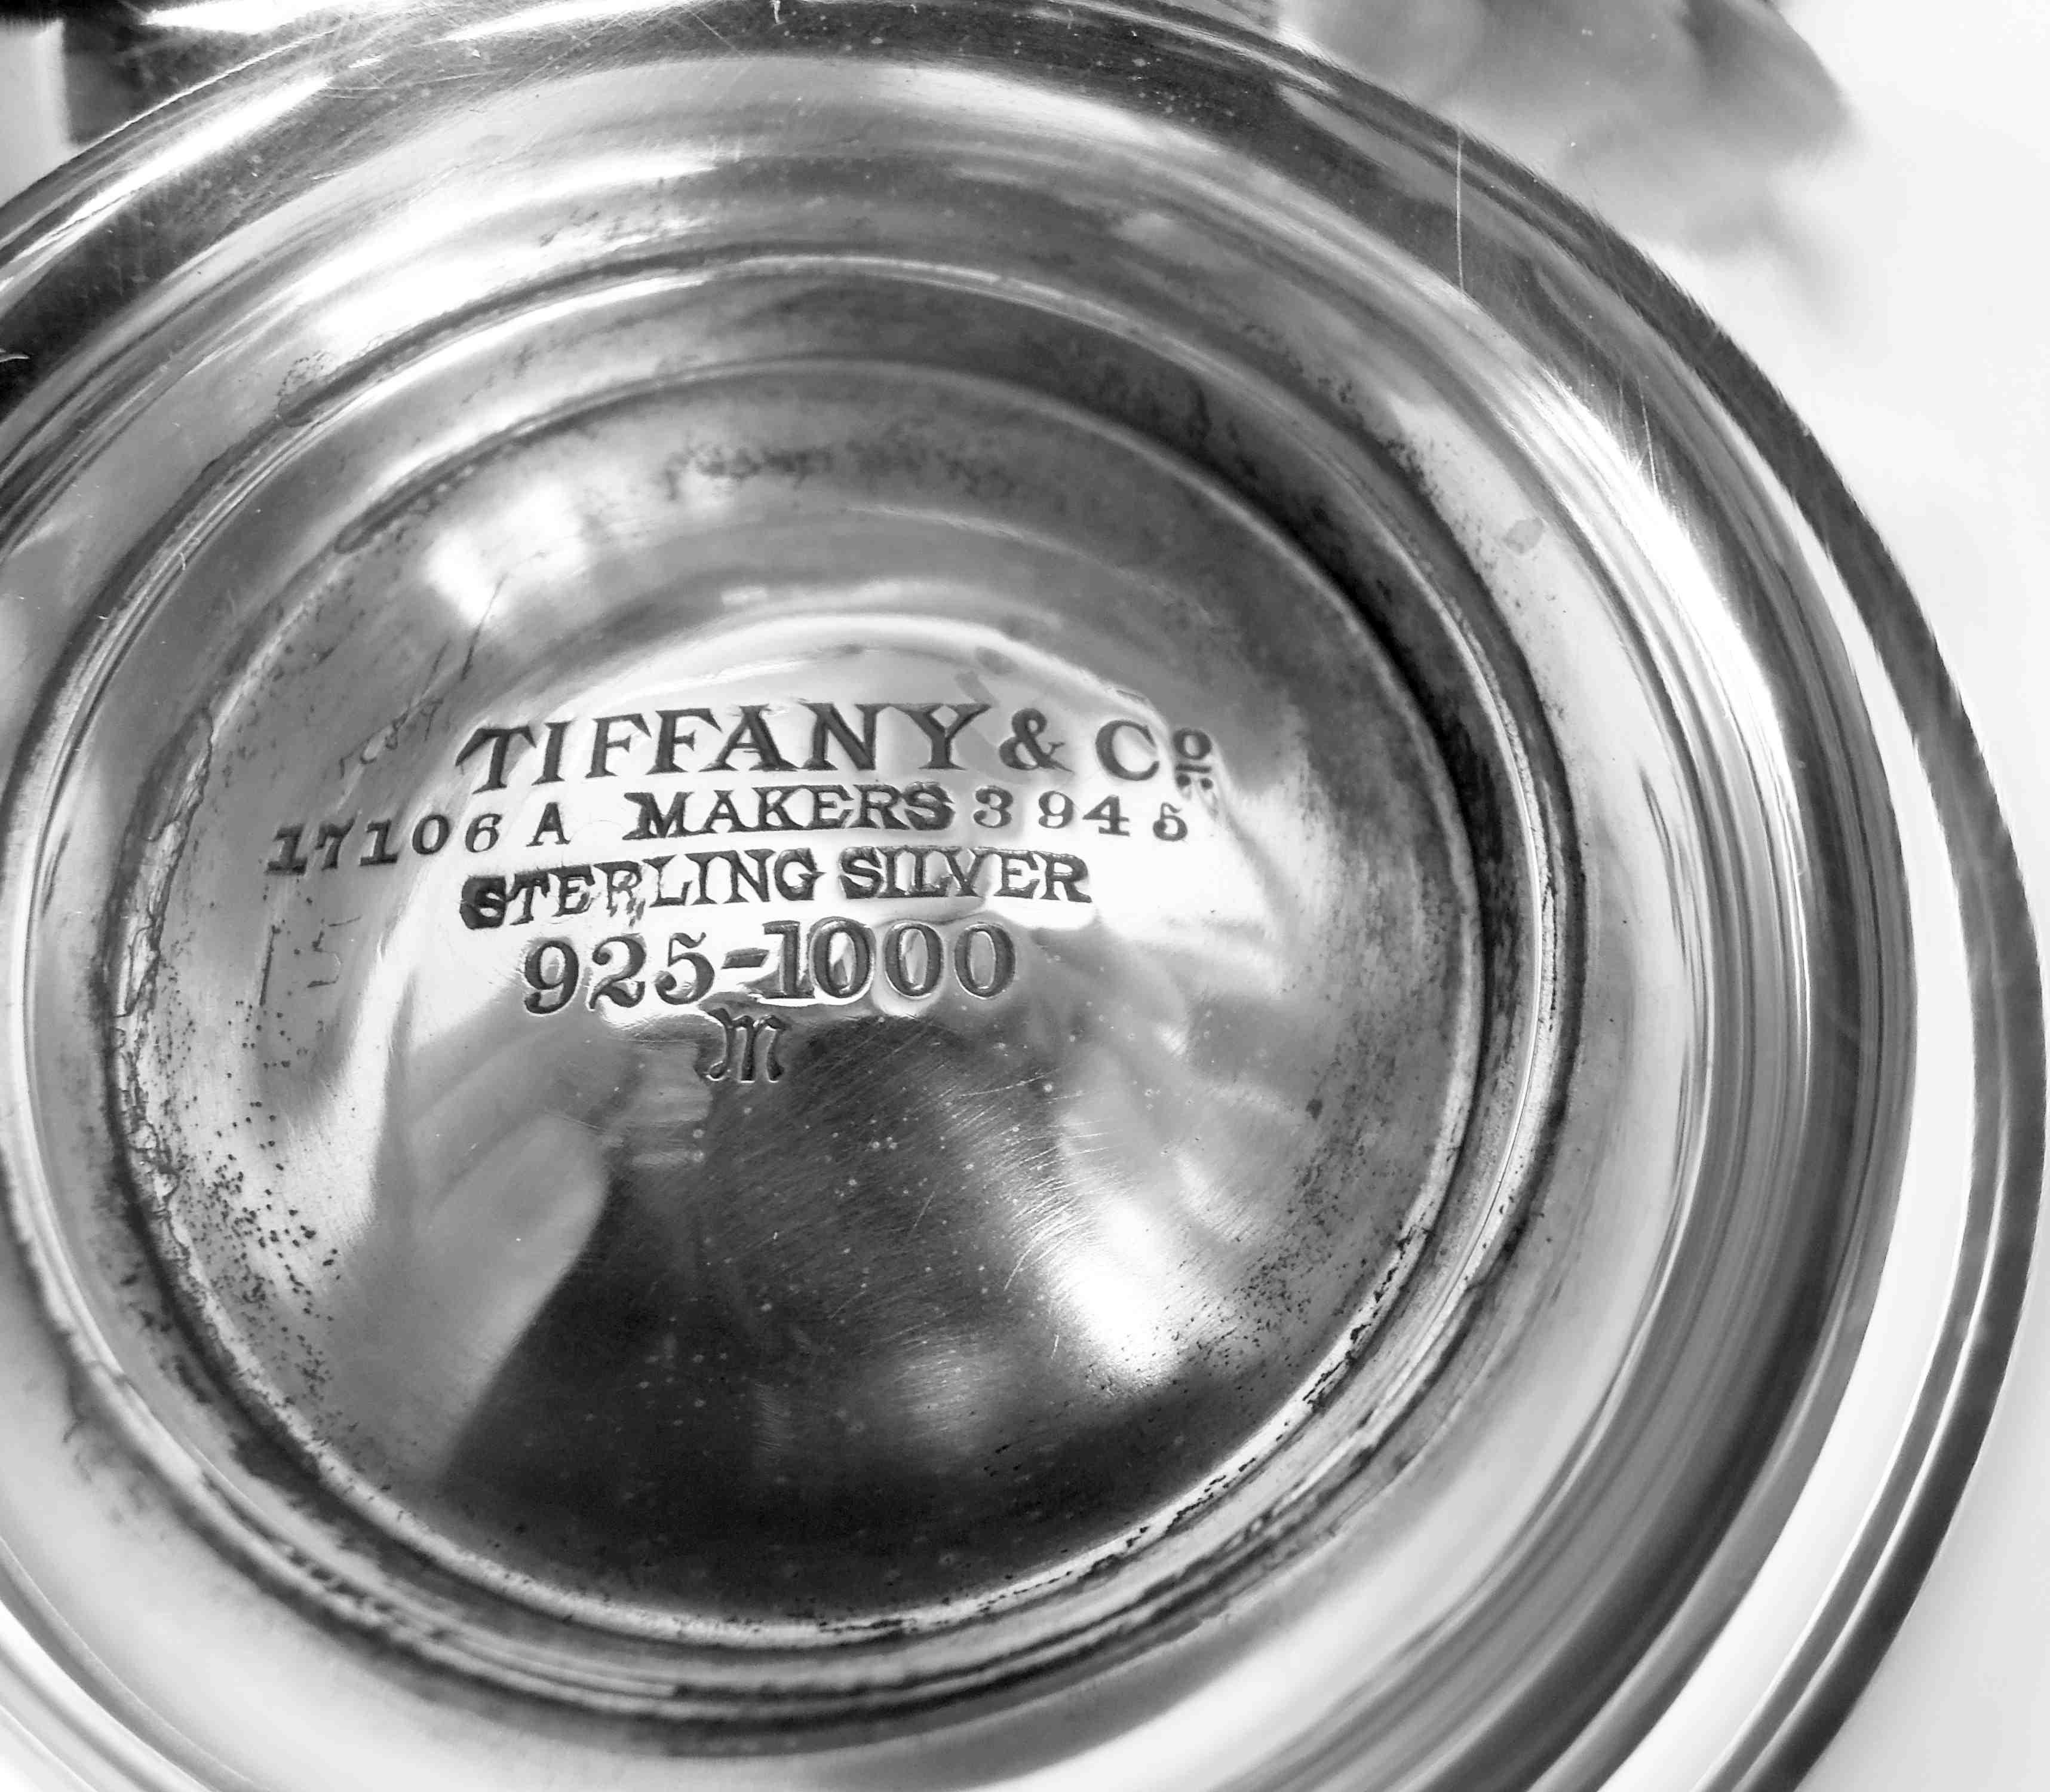 TIFFANY & Cº
17106 A MAKERS 3945
STERLING SILVER
925-1000
M